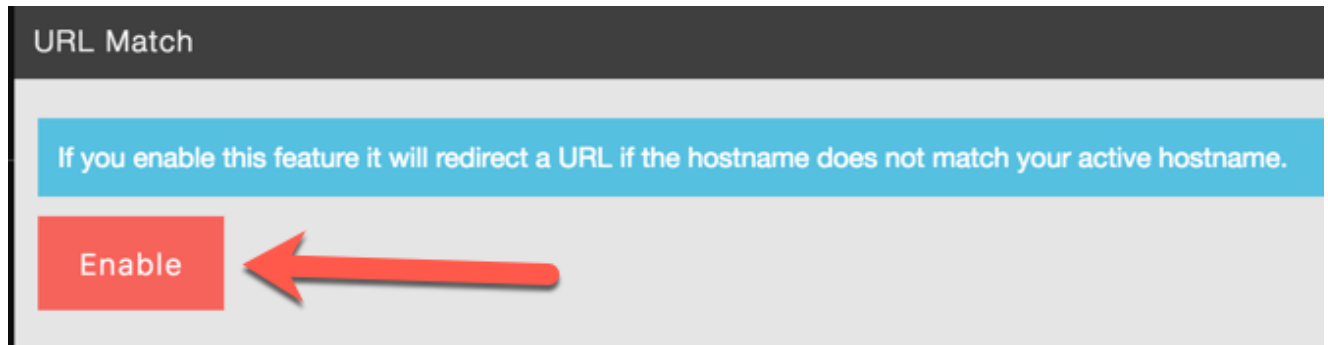 URL Match
If you enable this feature it will redirect a URL if the hostname does not match your active hostname.
Enable